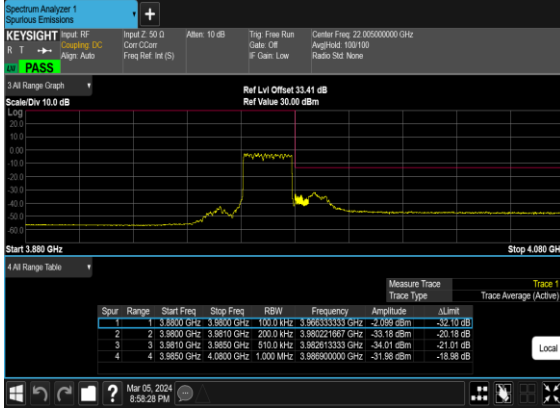 Spectrum Analyzer 1
Spurious Emissions
+
KEYSIGHT Input: RF Input Z: 50 Ω Atten: 10 dB Trig: Free Run Center Freq: 22.005000000 GHz
R T Coupling: DC Corr CCorr Gate: Off Avg|Hold: 100/100
Align: Auto Freq Ref: Int (S) IF Gain: Low Radio Std: None
PASS
3 All Range Graph
Ref Lvl Offset 33.41 dB
Scale/Div 10.0 dB Ref Value 30.00 dBm
Log
20.0
10.0
0.00
-10.0
-20.0
-30.0
-40.0
-50.0
-60.0
Start 3.880 GHz Stop 4.080 GH
4 All Range Table
Measure Trace Trace 1
Trace Type Trace Average (Active)
Spur Range Start Freq Stop Freq RBW Frequency Amplitude ΔLimit
1 1 3.8800 GHz 3.9800 GHz 100.0 kHz 3.966333333 GHz -2.099 dBm -32.10 dB
2 2 3.9800 GHz 3.9810 GHz 200.0 kHz 3.980221667 GHz -33.18 dBm -20.18 dB
3 3 3.9810 GHz 3.9850 GHz 510.0 kHz 3.982613333 GHz -34.01 dBm -21.01 dB
4 4 3.9850 GHz 4.0800 GHz 1.000 MHz 3.986900000 GHz -31.98 dBm -18.98 dB
Local
? Mar 05, 2024
8:58:28 PM